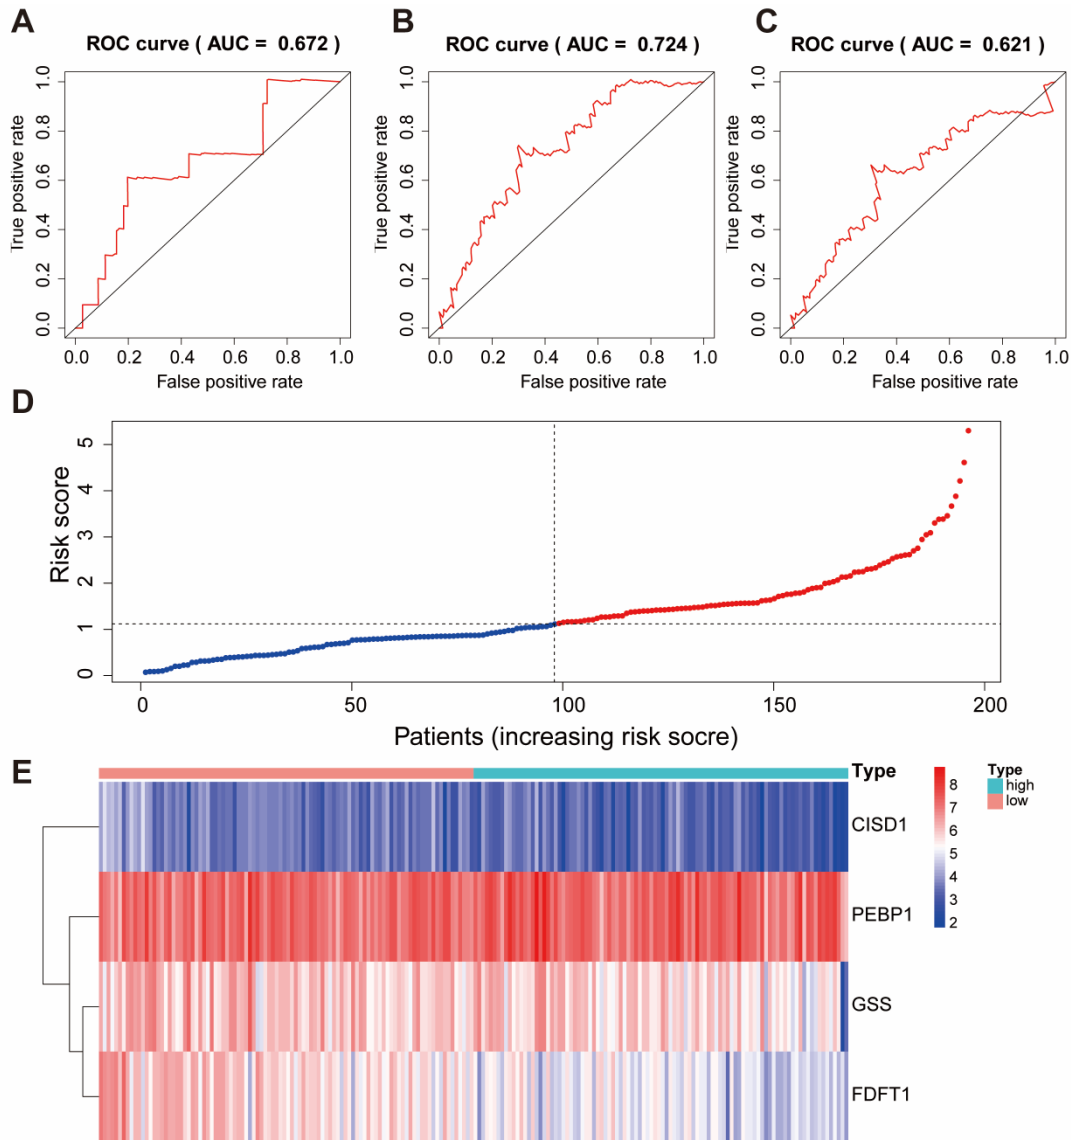 A
ROC curve ( AUC = 0.672 )
True positive rate
0.0 0.2 0.4 0.6 0.8 1.0
0.0 0.2 0.4 0.6 0.8 1.0
False positive rate
B
ROC curve ( AUC = 0.724 )
True positive rate
0.0 0.2 0.4 0.6 0.8 1.0
0.0 0.2 0.4 0.6 0.8 1.0
False positive rate
C
ROC curve ( AUC = 0.621 )
True positive rate
0.0 0.2 0.4 0.6 0.8 1.0
0.0 0.2 0.4 0.6 0.8 1.0
False positive rate
D
Risk score
0 1 2 3 4 5
0 50 100 150 200
Patients (increasing risk socre)
E
Type
CISD1
PEBP1
GSS
FDFT1
8
7
6
5
4
3
2
Type
high
low